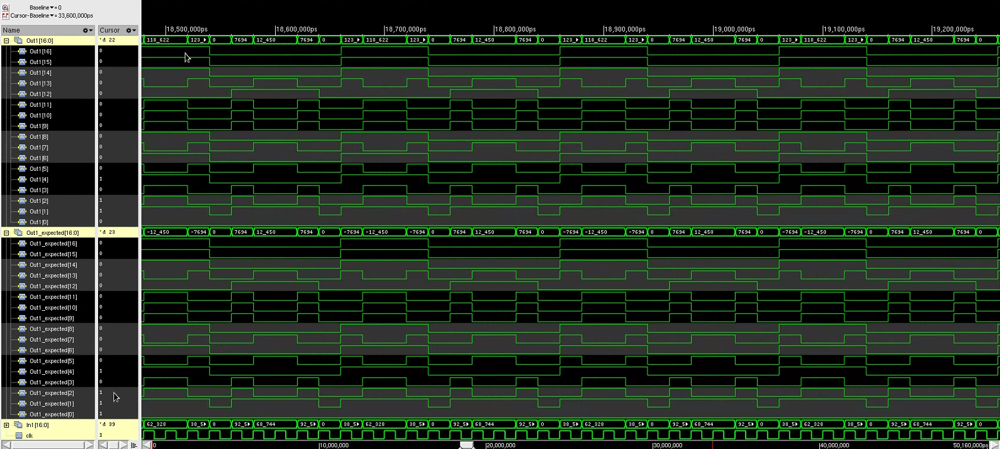 Baseline▾=0
Cursor-Baseline▾=33,600,000ps
Name Cursor
18,500,000ps 18,600,000ps 18,700,000ps 18,800,000ps 18,900,000ps 19,000,000ps 19,100,000ps 19,200,000ps
Out1[16:0] 'd 22 118_622 123_ 0 7694 12_450 7694 0 123_ 118_622 123_ 0 7694 12_450 7694 0 123_ 118_622 123_ 0 7694 12_450 7694 0 123_ 118_622 123_ 0 7694 12_450 7694 0
Out1[16] 0
Out1[15] 0
Out1[14] 0
Out1[13] 0
Out1[12] 0
Out1[11] 0
Out1[10] 0
Out1[9] 0
Out1[8] 0
Out1[7] 0
Out1[6] 0
Out1[5] 0
Out1[4] 1
Out1[3] 0
Out1[2] 1
Out1[1] 1
Out1[0] 0
Out1_expected[16:0] 'd 23 -12_450 -7694 0 7694 12_450 7694 0 -7694 -12_450 -7694 0 7694 12_450 7694 0 -7694 -12_450 -7694 0 7694 12_450 7694 0 -7694 -12_450 -7694 0 7694 12_450 7694 0
Out1_expected[16] 0
Out1_expected[15] 0
Out1_expected[14] 0
Out1_expected[13] 0
Out1_expected[12] 0
Out1_expected[11] 0
Out1_expected[10] 0
Out1_expected[9] 0
Out1_expected[8] 0
Out1_expected[7] 0
Out1_expected[6] 0
Out1_expected[5] 0
Out1_expected[4] 1
Out1_expected[3] 0
Out1_expected[2] 1
Out1_expected[1] 1
Out1_expected[0] 1
In1[16:0] 'd 39 62_328 38_5 0 92_5 68_744 92_5 0 38_5 62_328 38_5 0 92_5 68_744 92_5 0 38_5 62_328 38_5 0 92_5 68_744 92_5 0 38_5 62_328 38_5 0 92_5 68_744 92_5 0
clk 1
0 10,000,000 20,000,000 30,000,000 40,000,000 50,160,000ps